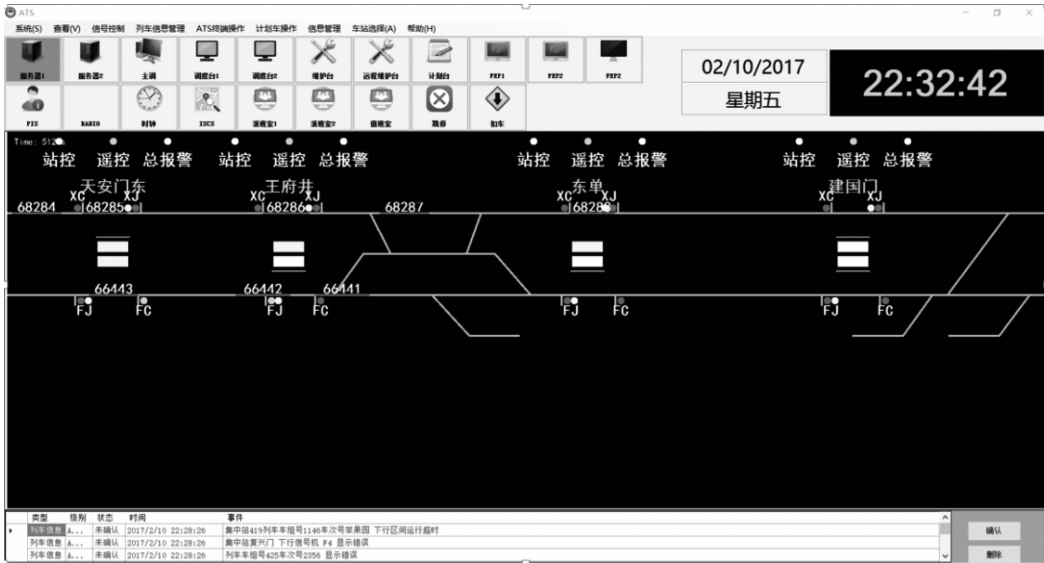 ATS
系统(S) 查看(V) 信号控制 列车信息管理 ATS终端操作 计划车操作 信息管理 车站选择(A) 帮助(H)
服务器1 服务器2 主调 调度台1 调度台2 维护台 远程维护台 计划台 FEP1 FEP2 FEP2
PIS RADIO 时钟 ISCS 派班室1 派班室2 值班室 跳停 扣车
02/10/2017
星期五
22:32:42
Time: 512
站控 遥控 总报警 站控 遥控 总报警 站控 遥控 总报警 站控 遥控 总报警
天安门东 王府井 东单 建国门
XC XJ XC XJ XC XJ XC XJ
68284 68285 68286 68287 68288
66443 66442 66441
FJ FC FJ FC FJ FC FJ FC
类型 级别 状态 时间 事件
列车信息 A... 未确认 2017/2/10 22:28:26 集中站419列车车组号1146车次号苹果园 下行区间运行超时
列车信息 A... 未确认 2017/2/10 22:28:26 集中站复兴门 下行信号机 F4 显示错误
列车信息 A... 未确认 2017/2/10 22:28:26 列车车组号425车次号2356 显示错误
确认
删除